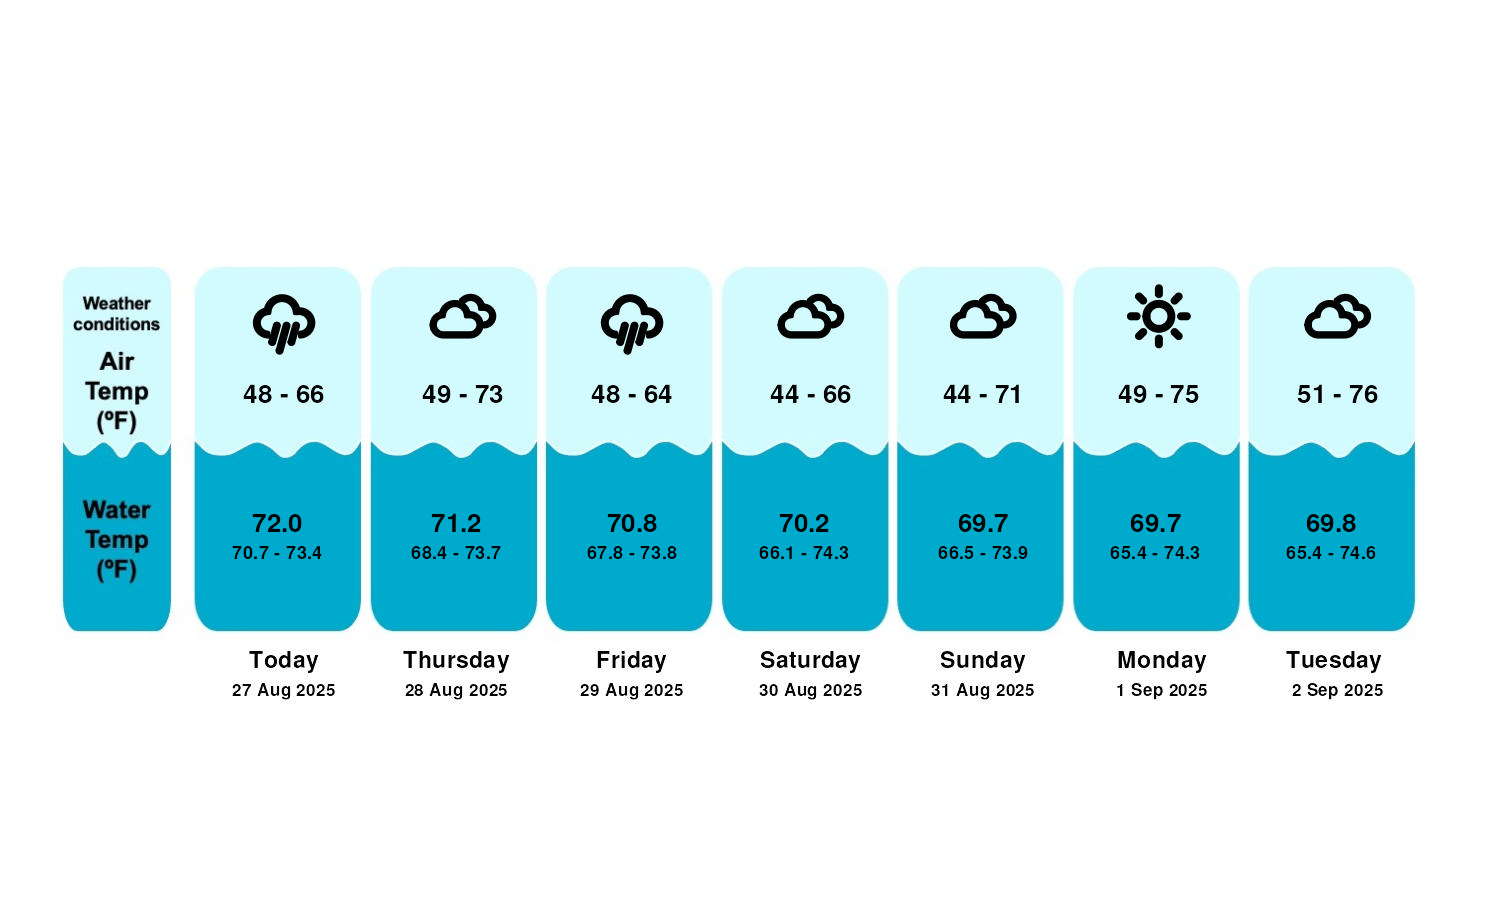 Weather
conditions
Air
Temp
(ºF)
Water
Temp
(ºF)
48 - 66
72.0
70.7 - 73.4
Today
27 Aug 2025
49 - 73
71.2
68.4 - 73.7
Thursday
28 Aug 2025
48 - 64
70.8
67.8 - 73.8
Friday
29 Aug 2025
44 - 66
70.2
66.1 - 74.3
Saturday
30 Aug 2025
44 - 71
69.7
66.5 - 73.9
Sunday
31 Aug 2025
49 - 75
69.7
65.4 - 74.3
Monday
1 Sep 2025
51 - 76
69.8
65.4 - 74.6
Tuesday
2 Sep 2025